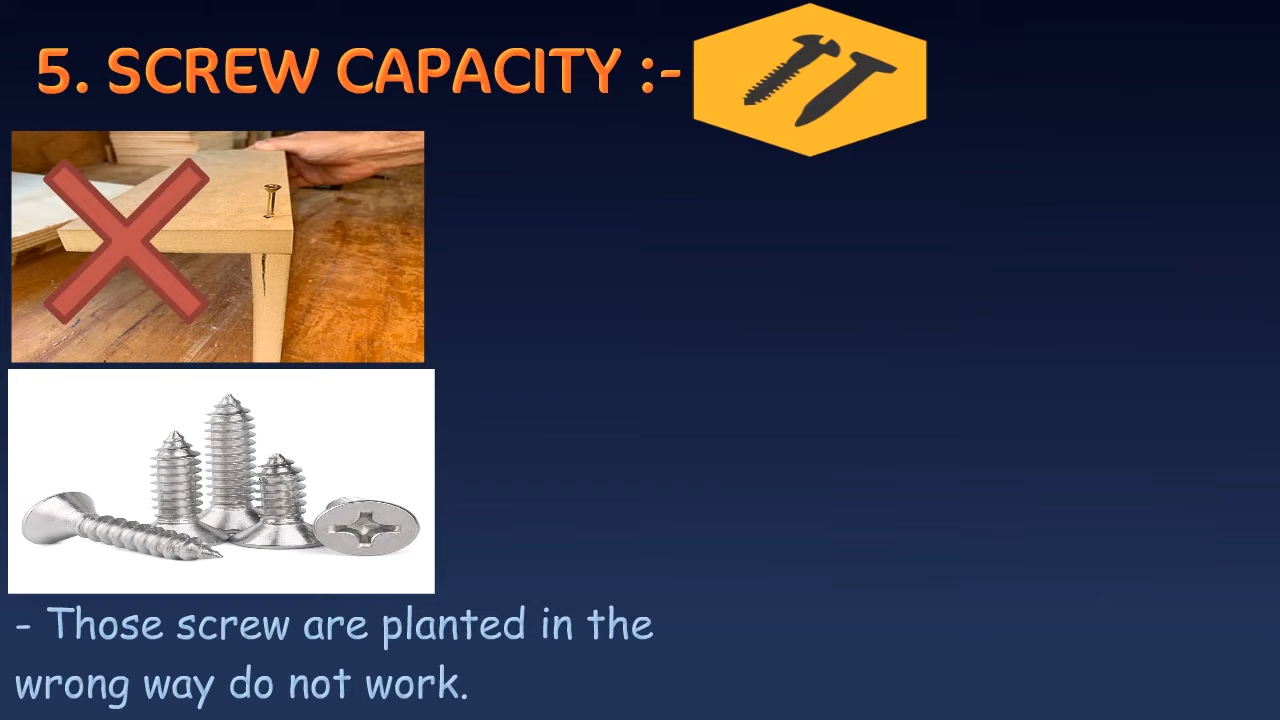 5. SCREW CAPACITY :-
- Those screw are planted in the
wrong way do not work.